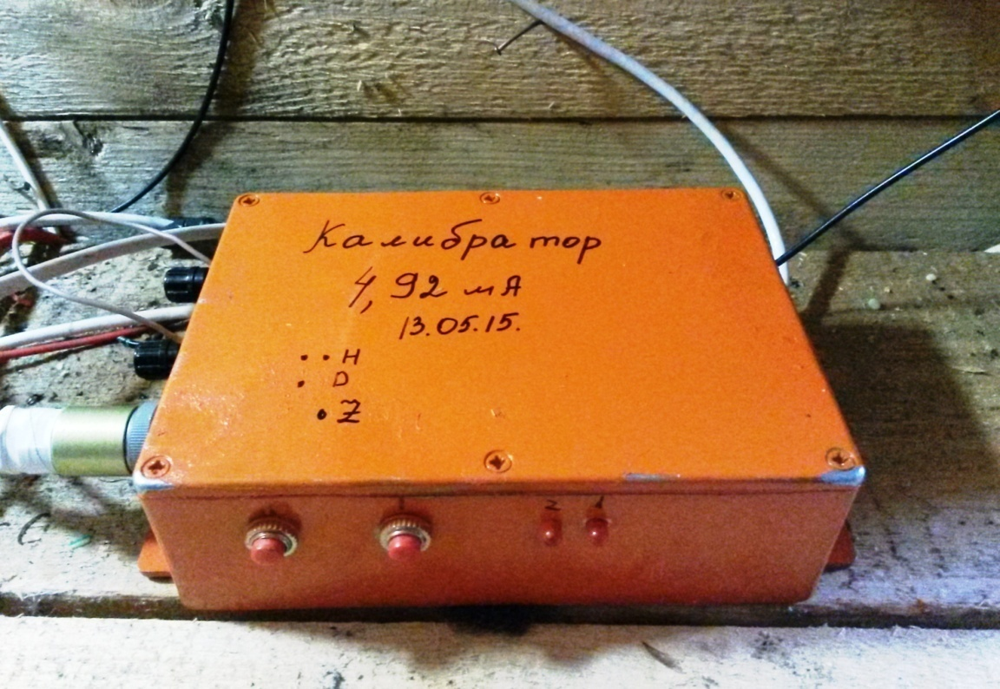 Калибратор
4,92 мА
13.05.15.
• • H
• D
• Z
2 1